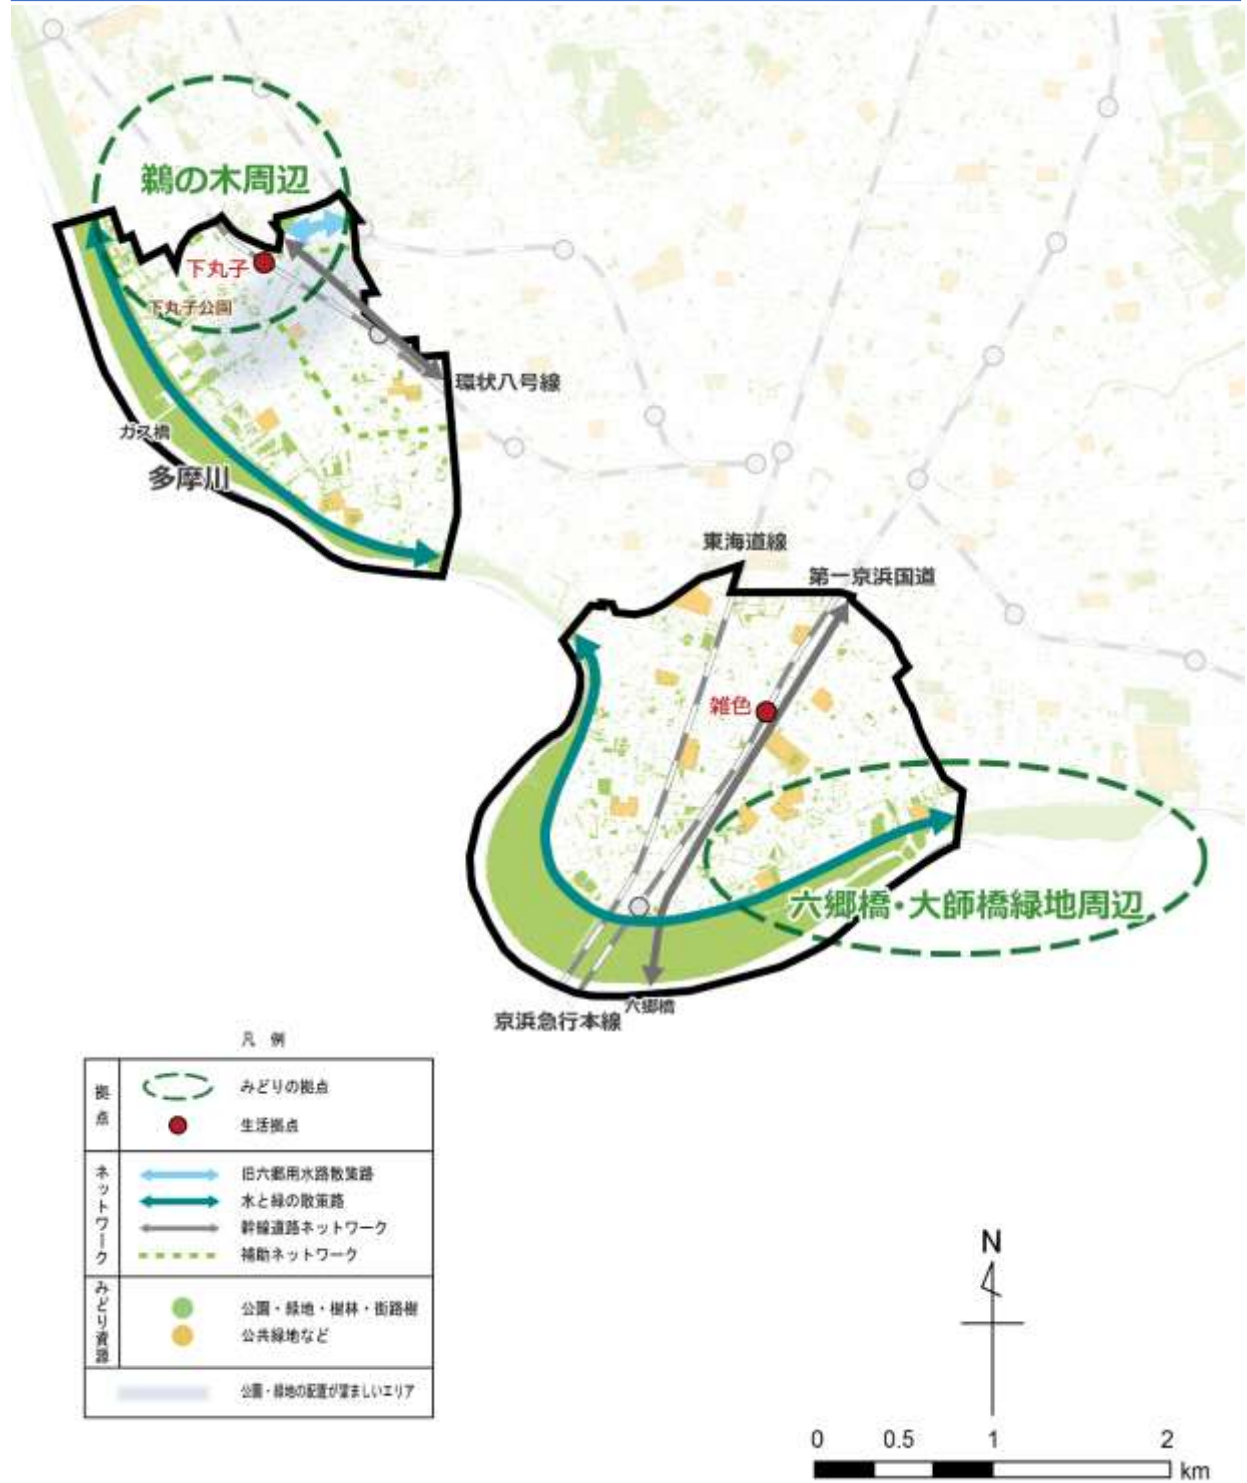 鵜の木周辺
下丸子
下丸子公園
環状八号線
ガス橋
多摩川
東海道線
第一京浜国道
雑色
六郷橋・大師橋緑地周辺
六郷橋
京浜急行本線
凡 例
拠点
みどりの拠点
生活拠点
ネットワーク
旧六郷用水路散策路
水と緑の散策路
幹線道路ネットワーク
補助ネットワーク
みどり資源
公園・緑地・樹林・街路樹
公共緑地など
公園・緑地の配置が望ましいエリア
N
0 0.5 1 2
km